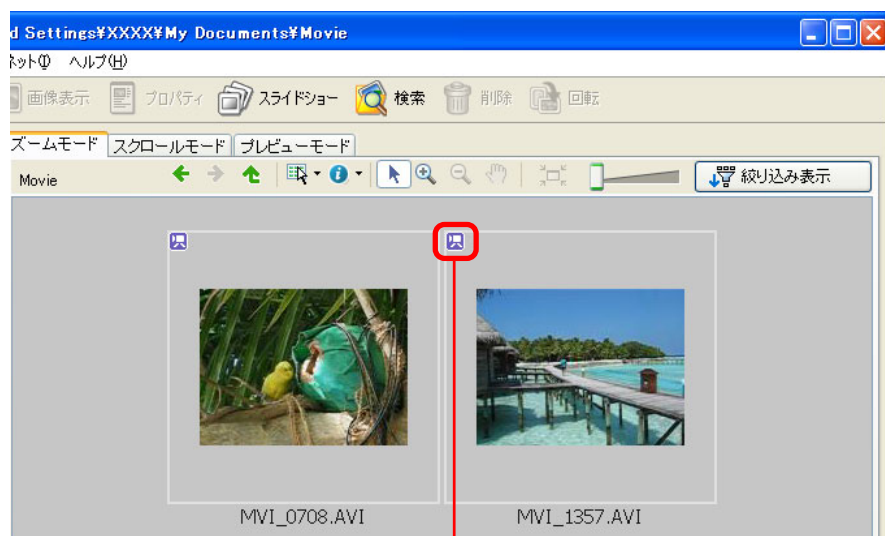 d Settings¥XXXX¥My Documents¥Movie
ネット(I) ヘルプ(H)
画像表示 プロパティ スライドショー 検索 削除 回転
ズームモード スクロールモード プレビューモード
Movie 絞り込み表示
MVI_0708.AVI MVI_1357.AVI